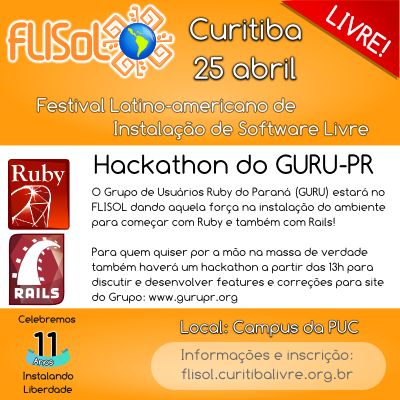 FLISoL
Curitiba
25 abril
LIVRE!
Festival Latino-americano de
Instalação de Software Livre
Ruby
Hackathon do GURU-PR
O Grupo de Usuários Ruby do Paraná (GURU) estará no
FLISOL dando aquela força na instalação do ambiente
para começar com Ruby e também com Rails!
RAILS
Para quem quiser por a mão na massa de verdade
também haverá um hackathon a partir das 13h para
discutir e desenvolver features e correções para site
do Grupo: www.gurupr.org
Celebremos
11
Anos
Instalando
Liberdade
Local: Campus da PUC
Informações e inscrição:
flisol.curitibalivre.org.br